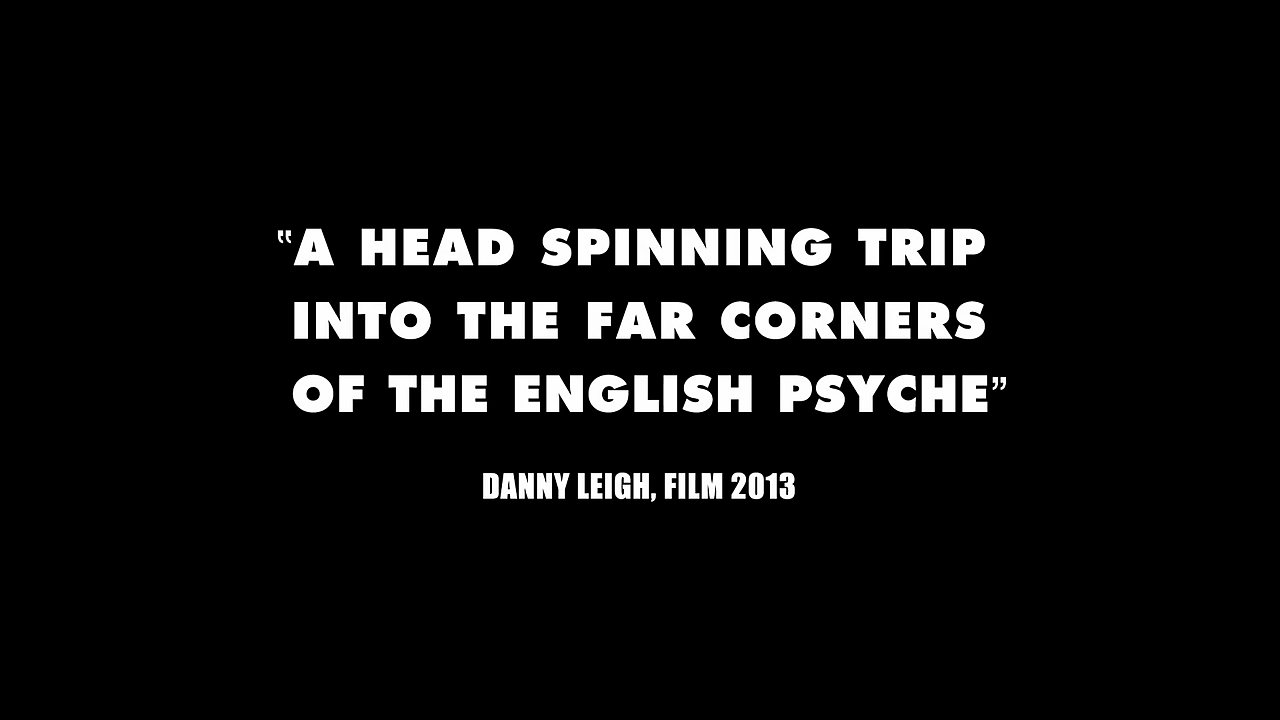 “A HEAD SPINNING TRIP
INTO THE FAR CORNERS
OF THE ENGLISH PSYCHE”
DANNY LEIGH, FILM 2013